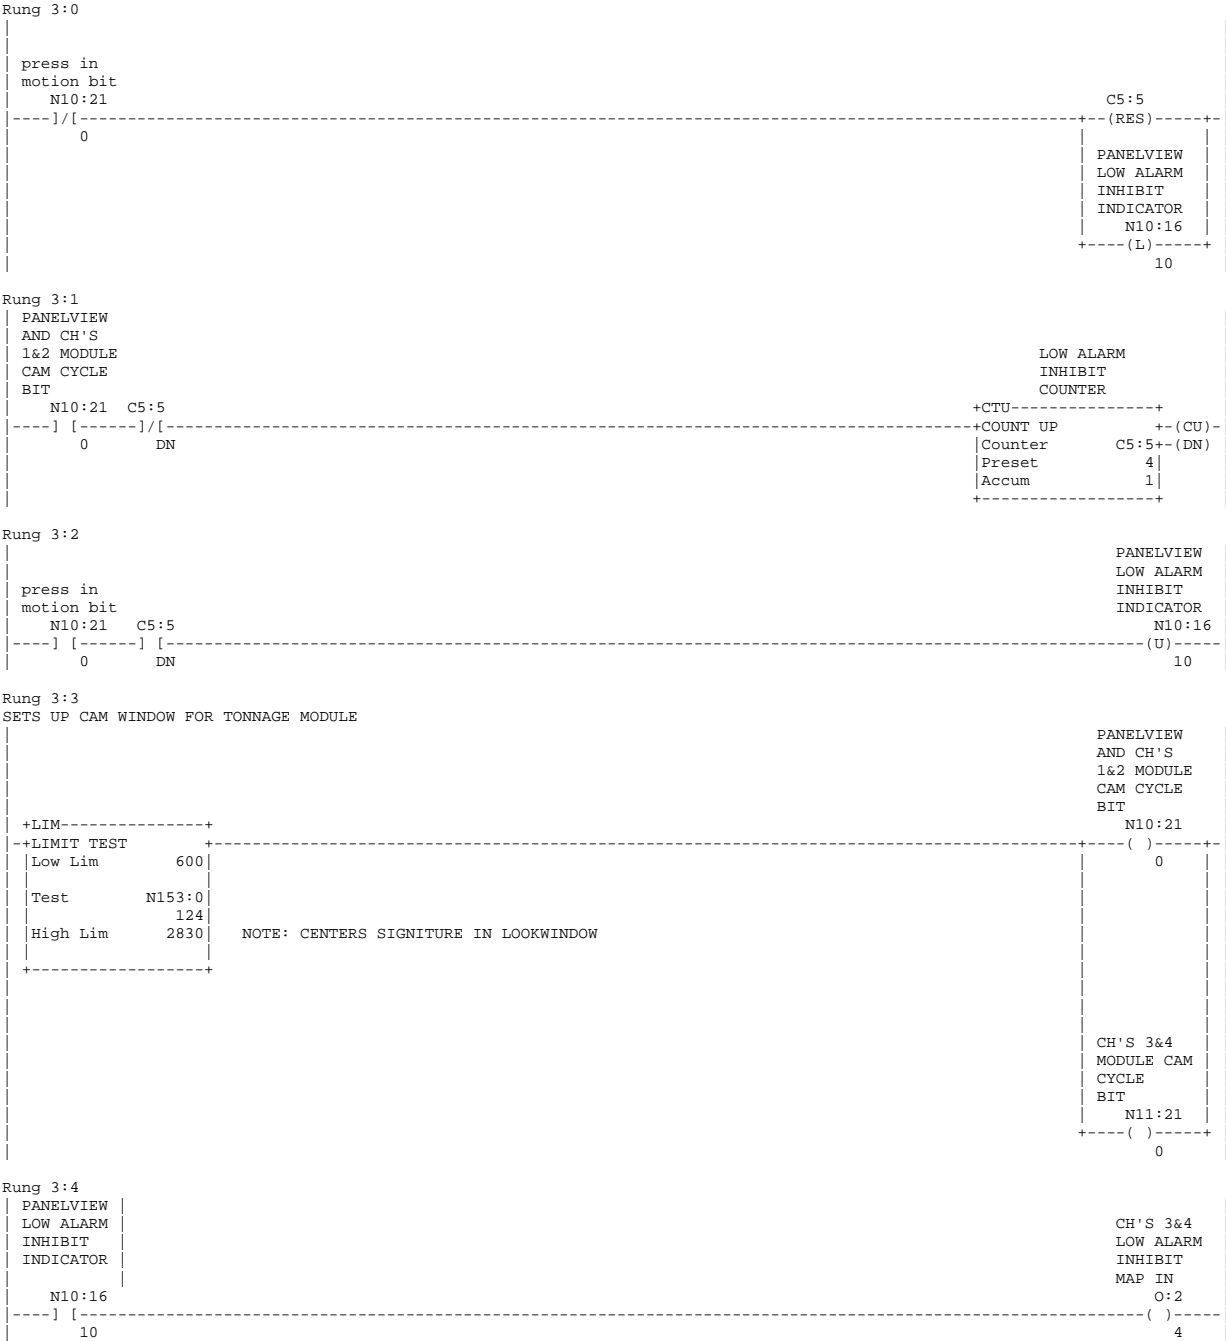 Rung 3:0
press in
motion bit
N10:21 C5:5
|----]/[--------+--(RES)-----+-
0
PANELVIEW
LOW ALARM
INHIBIT
INDICATOR
N10:16
+----(L)-----+
10
Rung 3:1
PANELVIEW
AND CH'S
1&2 MODULE LOW ALARM
CAM CYCLE INHIBIT
BIT COUNTER
N10:21 C5:5 +CTU---------------+
|----] [------]/[--------+COUNT UP +-(CU)-
0 DN |Counter C5:5+-(DN)
|Preset 4|
|Accum 1|
+------------------+
Rung 3:2
PANELVIEW
LOW ALARM
press in INHIBIT
motion bit INDICATOR
N10:21 C5:5 N10:16
|----] [------] [--------(U)-----
0 DN 10
Rung 3:3
SETS UP CAM WINDOW FOR TONNAGE MODULE
PANELVIEW
AND CH'S
1&2 MODULE
CAM CYCLE
BIT
+LIM---------------+ N10:21
|-+LIMIT TEST +--------+----( )-----+-
|Low Lim 600| 0
|Test N153:0|
124|
|High Lim 2830| NOTE: CENTERS SIGNITURE IN LOOKWINDOW
+------------------+
CH'S 3&4
MODULE CAM
CYCLE
BIT
N11:21
+----( )-----+
0
Rung 3:4
PANELVIEW
LOW ALARM CH'S 3&4
INHIBIT LOW ALARM
INDICATOR INHIBIT
MAP IN
N10:16 O:2
|----] [--------( )-----
10 4